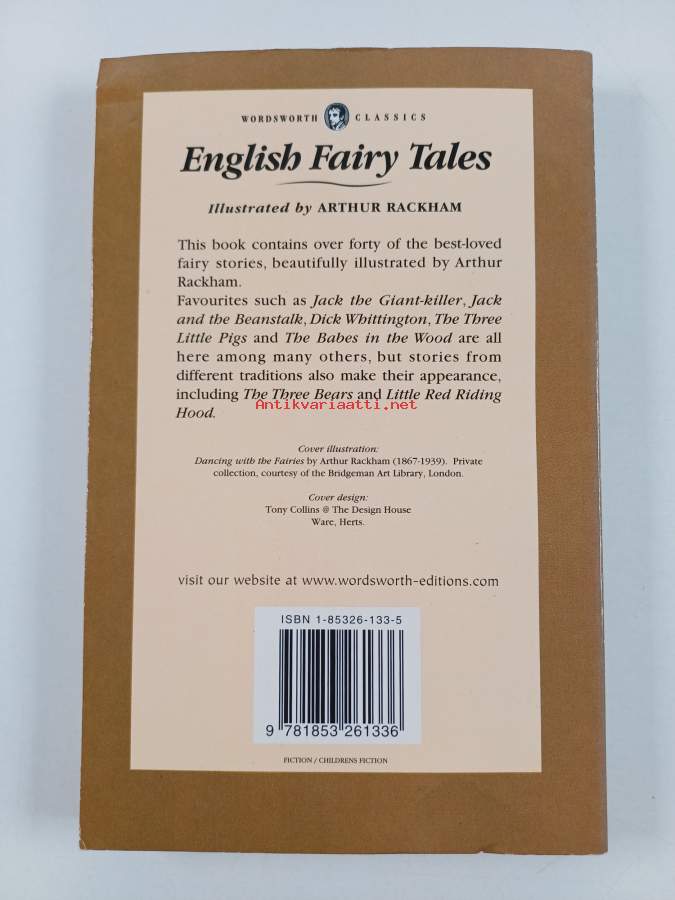 WORDSWORTH CLASSICS
English Fairy Tales
Illustrated by ARTHUR RACKHAM
This book contains over forty of the best-loved
fairy stories, beautifully illustrated by Arthur
Rackham.
Favourites such as Jack the Giant-killer, Jack
and the Beanstalk, Dick Whittington, The Three
Little Pigs and The Babes in the Wood are all
here among many others, but stories from
different traditions also make their appearance,
including The Three Bears and Little Red Riding
Antikvariaatti.net
Hood.
Cover illustration:
Dancing with the Fairies by Arthur Rackham (1867-1939). Private
collection, courtesy of the Bridgeman Art Library, London.
Cover design:
Tony Collins @ The Design House
Ware, Herts.
visit our website at www.wordsworth-editions.com
ISBN 1-85326-133-5
9 781853 261336
FICTION / CHILDRENS FICTION